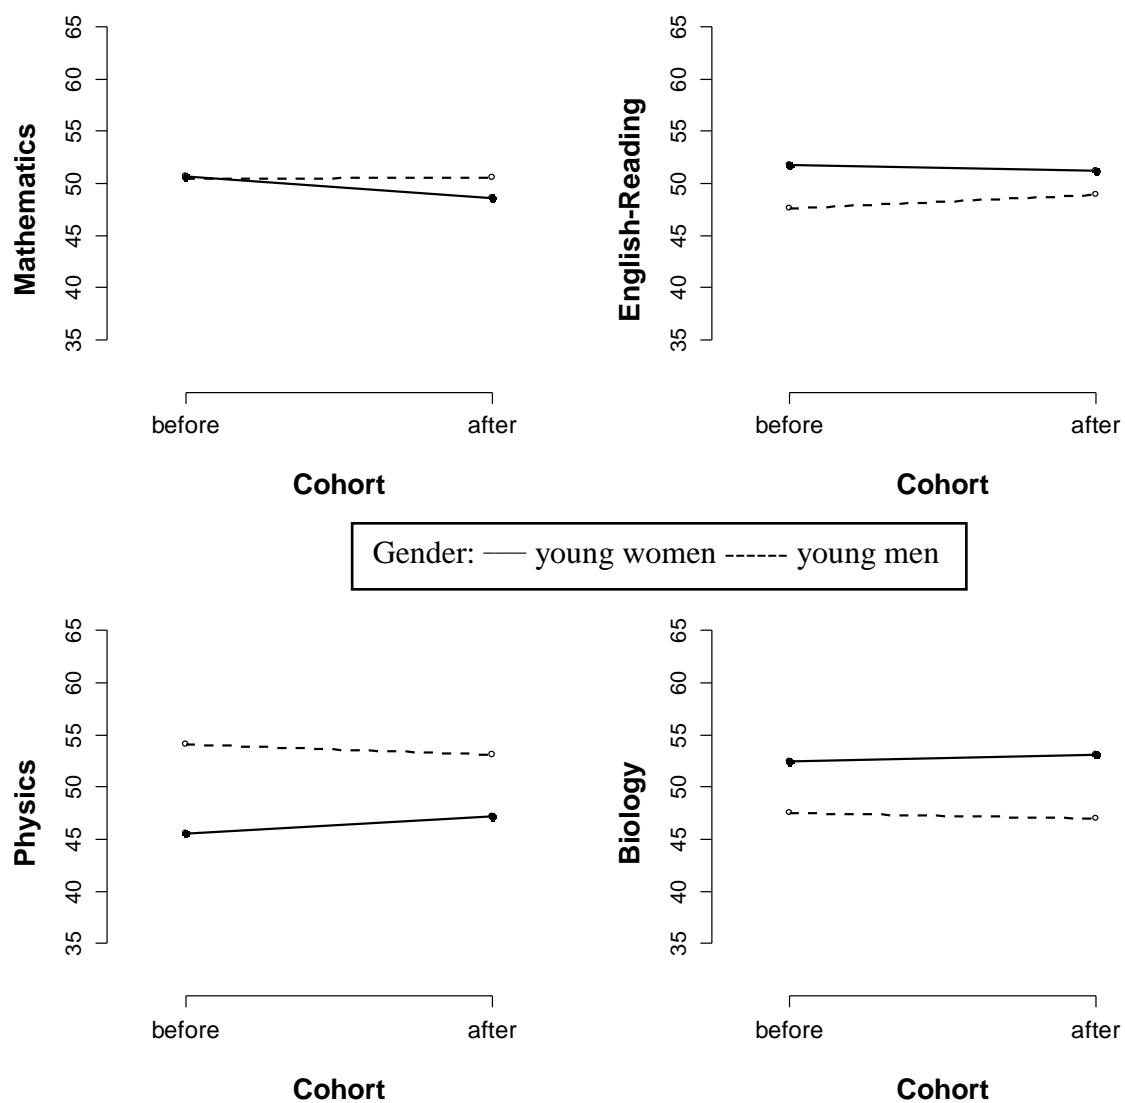 Mathematics
65
60
55
50
45
40
35
before after
Cohort
English-Reading
65
60
55
50
45
40
35
before after
Cohort
Gender: —— young women ------ young men
Physics
65
60
55
50
45
40
35
before after
Cohort
Biology
65
60
55
50
45
40
35
before after
Cohort